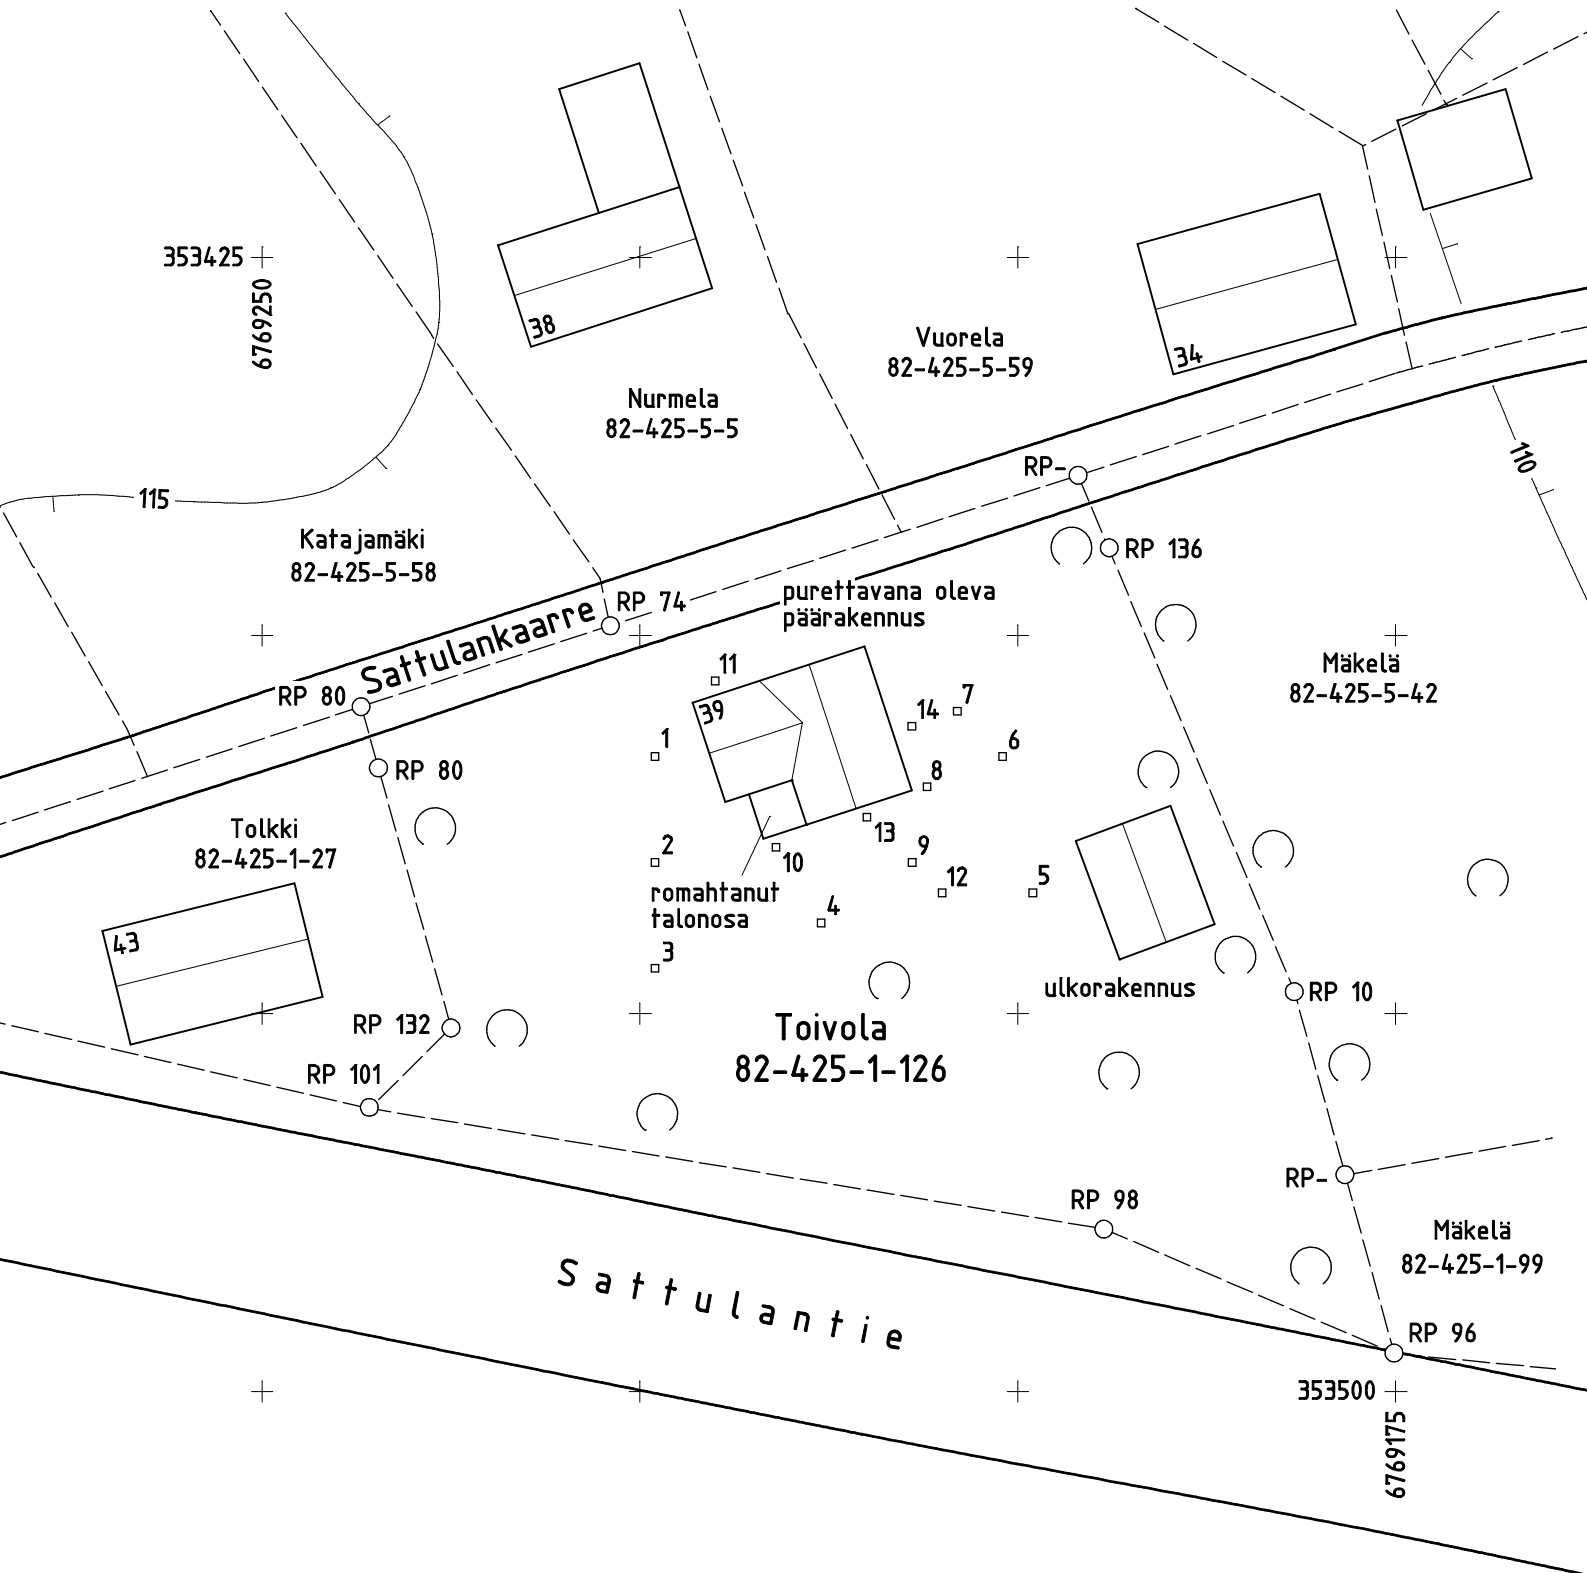 353425
6769250
38
34
Vuorela
82-425-5-59
Nurmela
82-425-5-5
RP-
110
115
Katajamäki
82-425-5-58
RP 136
purettavana oleva
päärakennus
RP 74
Sattulankaarre
RP 80
11
39
14
7
Mäkelä
82-425-5-42
1
6
RP 80
8
Tolkki
82-425-1-27
13
2
10
9
12
5
romahtanut
talonosa
4
43
3
ulkorakennus
RP 10
RP 132
Toivola
82-425-1-126
RP 101
RP-
RP 98
Mäkelä
82-425-1-99
Sattulantie
RP 96
353500
6769175